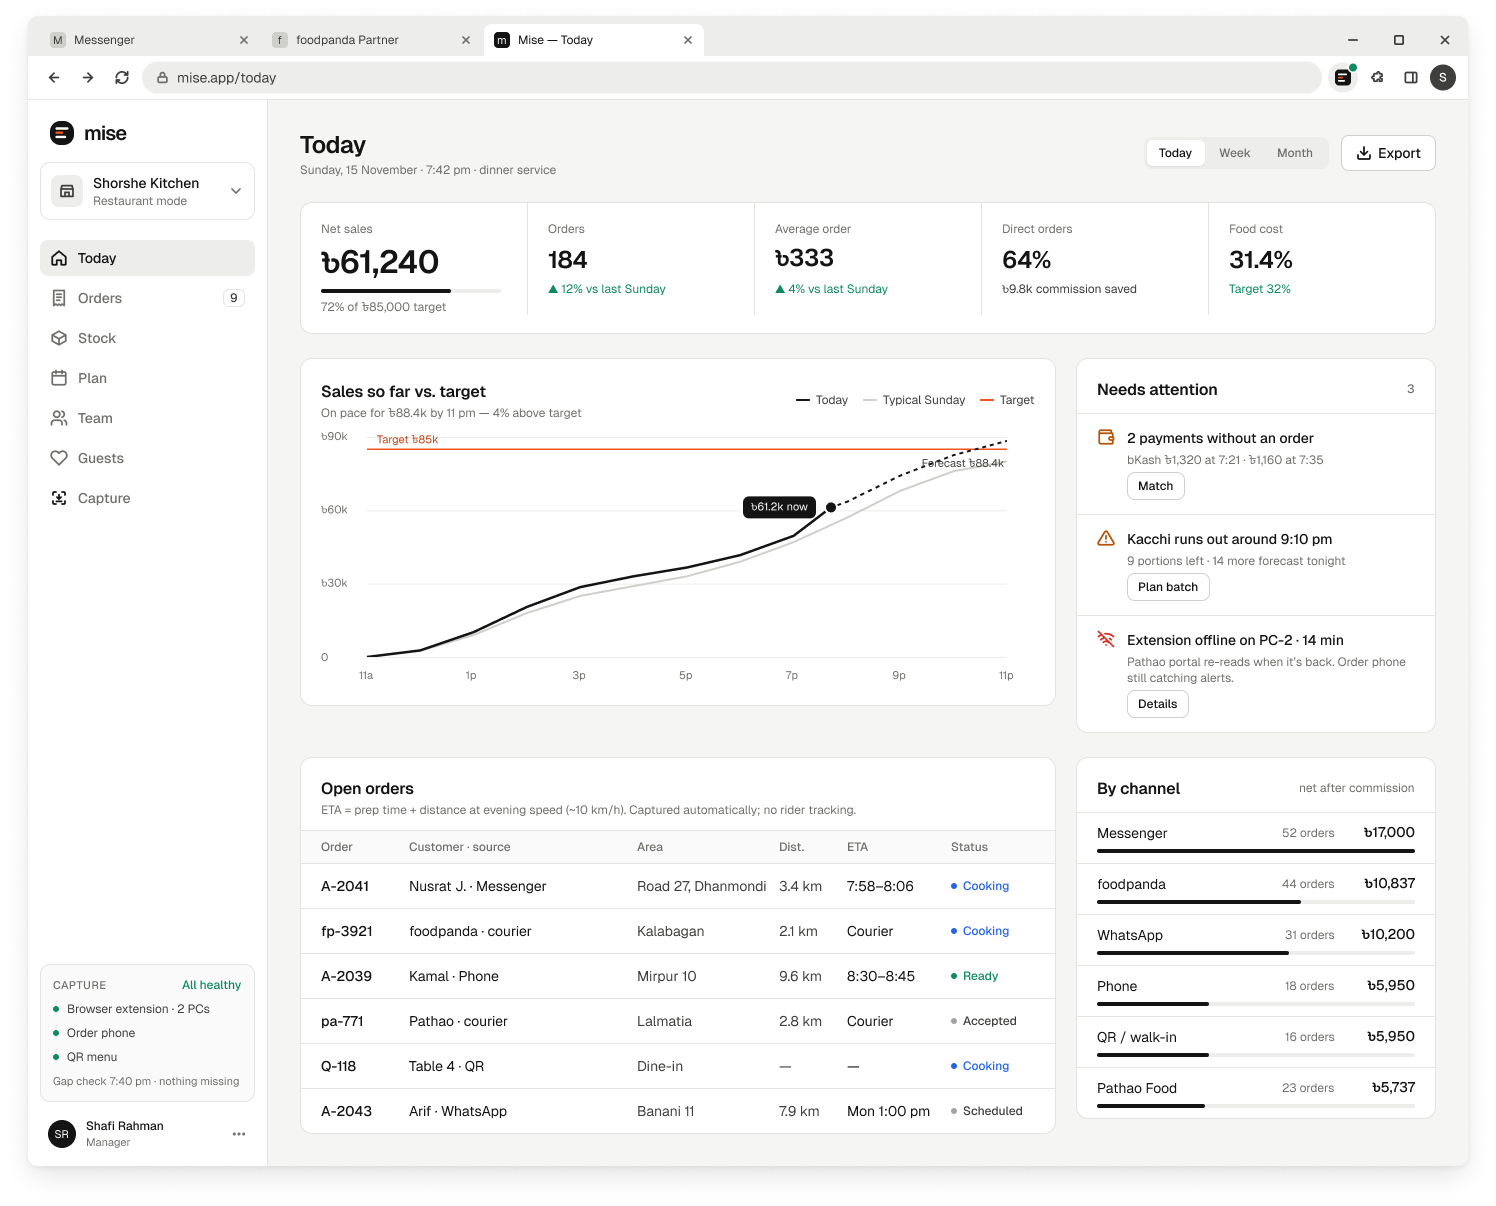 M Messenger
f foodpanda Partner
m Mise — Today
mise.app/today
S
mise
Shorshe Kitchen
Restaurant mode
Today
Orders 9
Stock
Plan
Team
Guests
Capture
CAPTURE All healthy
Browser extension · 2 PCs
Order phone
QR menu
Gap check 7:40 pm · nothing missing
SR
Shafi Rahman
Manager
Today
Sunday, 15 November · 7:42 pm · dinner service
Today Week Month
Export
Net sales
৳61,240
72% of ৳85,000 target
Orders
184
▲ 12% vs last Sunday
Average order
৳333
▲ 4% vs last Sunday
Direct orders
64%
৳9.8k commission saved
Food cost
31.4%
Target 32%
Sales so far vs. target
On pace for ৳88.4k by 11 pm — 4% above target
Today Typical Sunday Target
৳90k
Target ৳85k
Forecast ৳88.4k
৳60k
৳61.2k now
৳30k
0
11a 1p 3p 5p 7p 9p 11p
Needs attention 3
2 payments without an order
bKash ৳1,320 at 7:21 · ৳1,160 at 7:35
Match
Kacchi runs out around 9:10 pm
9 portions left · 14 more forecast tonight
Plan batch
Extension offline on PC-2 · 14 min
Pathao portal re-reads when it's back. Order phone
still catching alerts.
Details
Open orders
ETA = prep time + distance at evening speed (~10 km/h). Captured automatically; no rider tracking.
Order Customer · source Area Dist. ETA Status
A-2041 Nusrat J. · Messenger Road 27, Dhanmondi 3.4 km 7:58–8:06 Cooking
fp-3921 foodpanda · courier Kalabagan 2.1 km Courier Cooking
A-2039 Kamal · Phone Mirpur 10 9.6 km 8:30–8:45 Ready
pa-771 Pathao · courier Lalmatia 2.8 km Courier Accepted
Q-118 Table 4 · QR Dine-in — — Cooking
A-2043 Arif · WhatsApp Banani 11 7.9 km Mon 1:00 pm Scheduled
By channel net after commission
Messenger 52 orders ৳17,000
foodpanda 44 orders ৳10,837
WhatsApp 31 orders ৳10,200
Phone 18 orders ৳5,950
QR / walk-in 16 orders ৳5,950
Pathao Food 23 orders ৳5,737